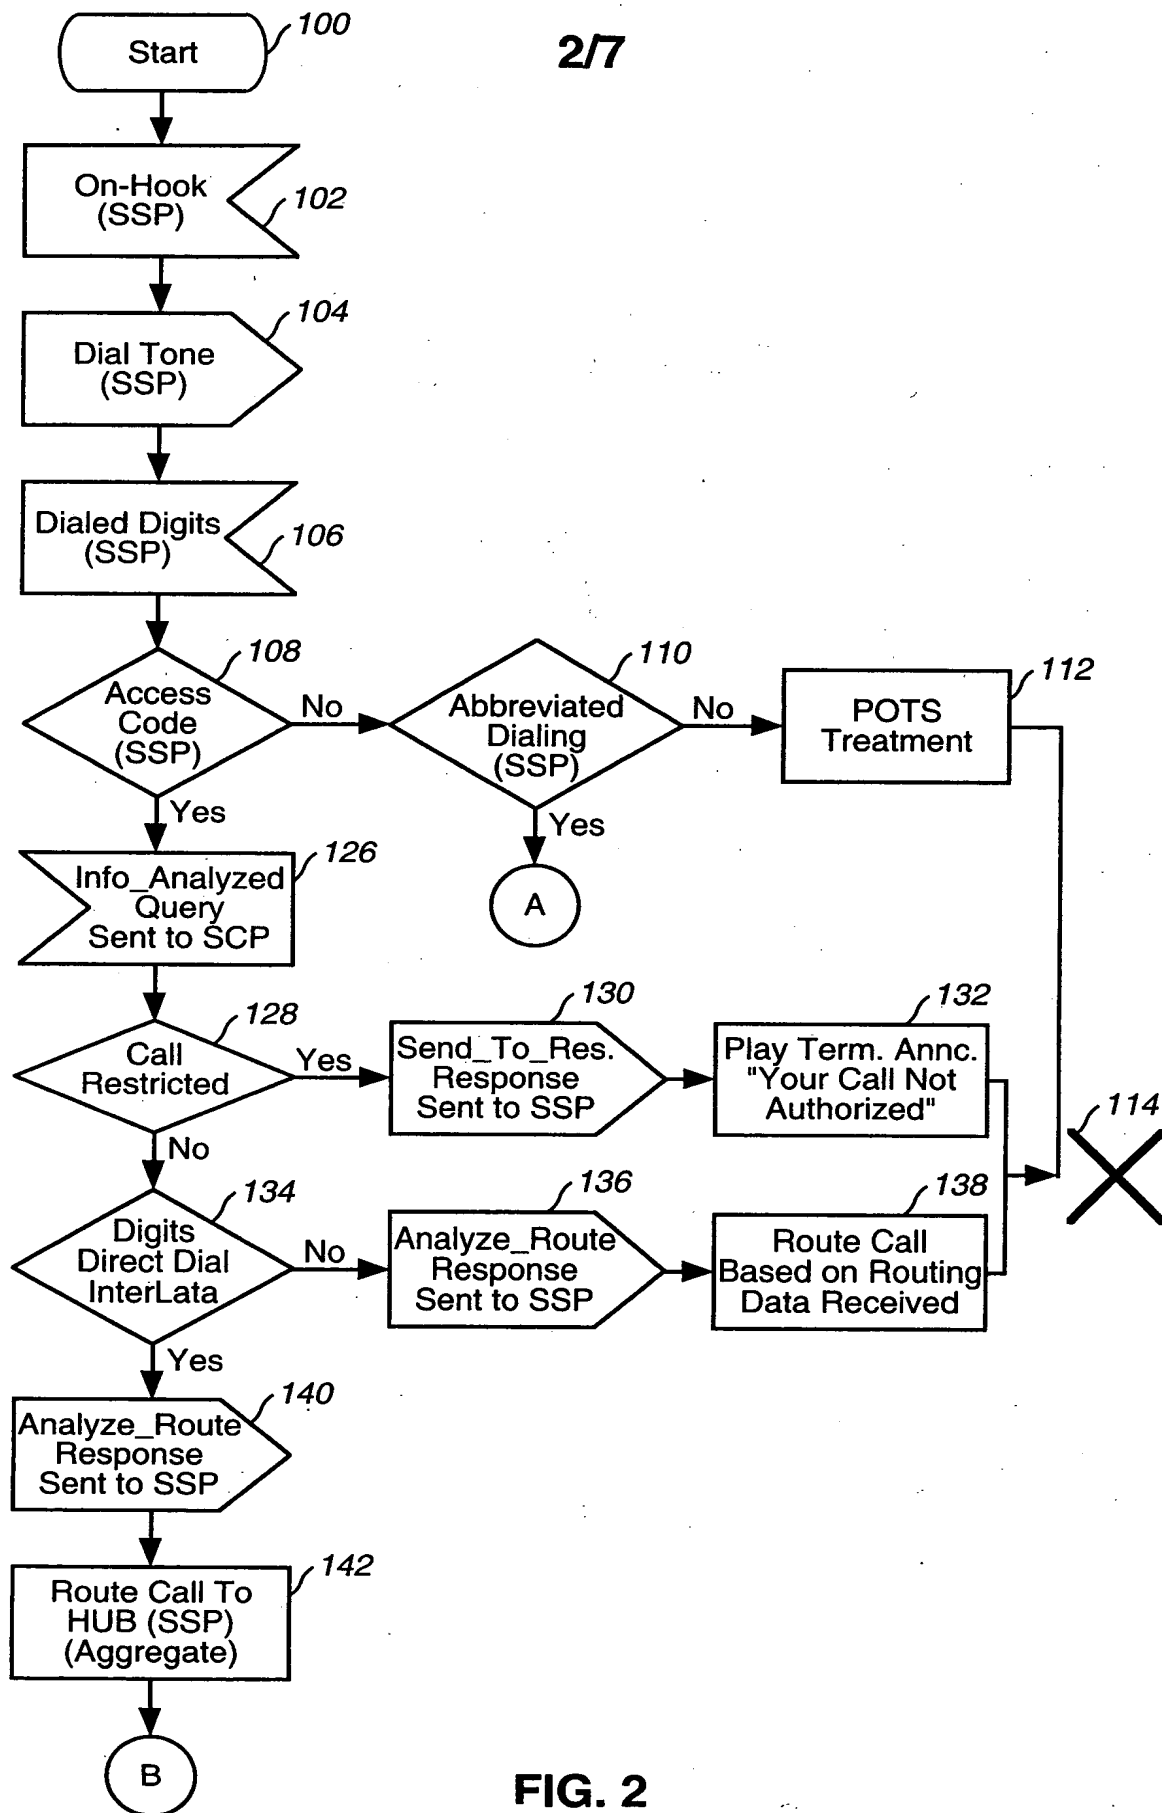 2/7
Start
100
On-Hook
(SSP)
102
Dial Tone
(SSP)
104
Dialed Digits
(SSP)
106
Access
Code
(SSP)
108
No
Abbreviated
Dialing
(SSP)
110
No
POTS
Treatment
112
Yes
Yes
A
Info_Analyzed
Query
Sent to SCP
126
Call
Restricted
128
Yes
Send_To_Res.
Response
Sent to SSP
130
Play Term. Annc.
"Your Call Not
Authorized"
132
114
No
Digits
Direct Dial
InterLata
134
No
Analyze_Route
Response
Sent to SSP
136
Route Call
Based on Routing
Data Received
138
Yes
Analyze_Route
Response
Sent to SSP
140
Route Call To
HUB (SSP)
(Aggregate)
142
B
FIG. 2